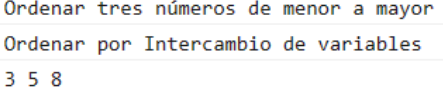 Ordenar tres números de menor a mayor
Ordenar por Intercambio de variables
3 5 8